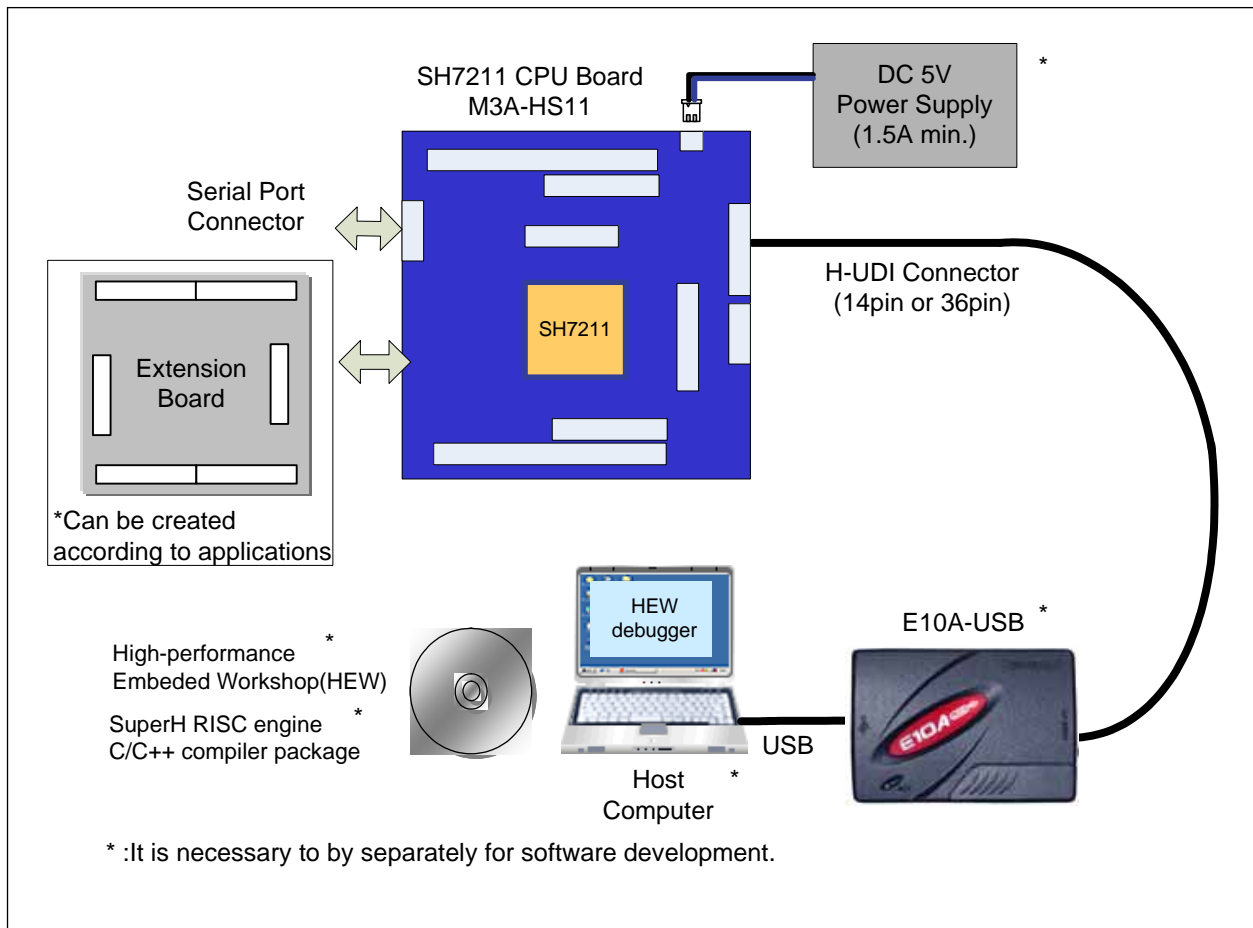 SH7211 CPU Board
M3A-HS11
DC 5V
Power Supply
(1.5A min.)
*
Serial Port
Connector
H-UDI Connector
(14pin or 36pin)
SH7211
Extension
Board
*Can be created
according to applications
HEW
debugger
E10A-USB *
High-performance *
Embeded Workshop(HEW)
SuperH RISC engine *
C/C++ compiler package
E10A
USB
Host *
Computer
* :It is necessary to by separately for software development.